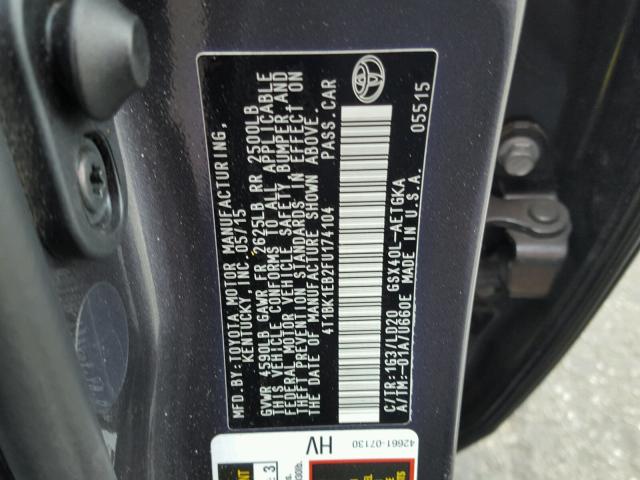 MFD.BY:TOYOTA MOTOR MANUFACTURING,
KENTUCKY, INC. 05/15
GVWR 4590LB GAWR FR 2625LB RR 2500LB
THIS VEHICLE CONFORMS TO ALL APPLICABLE
FEDERAL MOTOR VEHICLE SAFETY BUMPER, AND
THEFT PREVENTION STANDARDS IN EFFECT ON
THE DATE OF MANUFACTURE SHOWN ABOVE.
4T1BK1EB2FU174104 PASS.CAR
C/TR:1G3/LD20 GSX40L-AETGKA
A/TM:-01A/U660E MADE IN U.S.A.
05515
42661-07130
HV
3